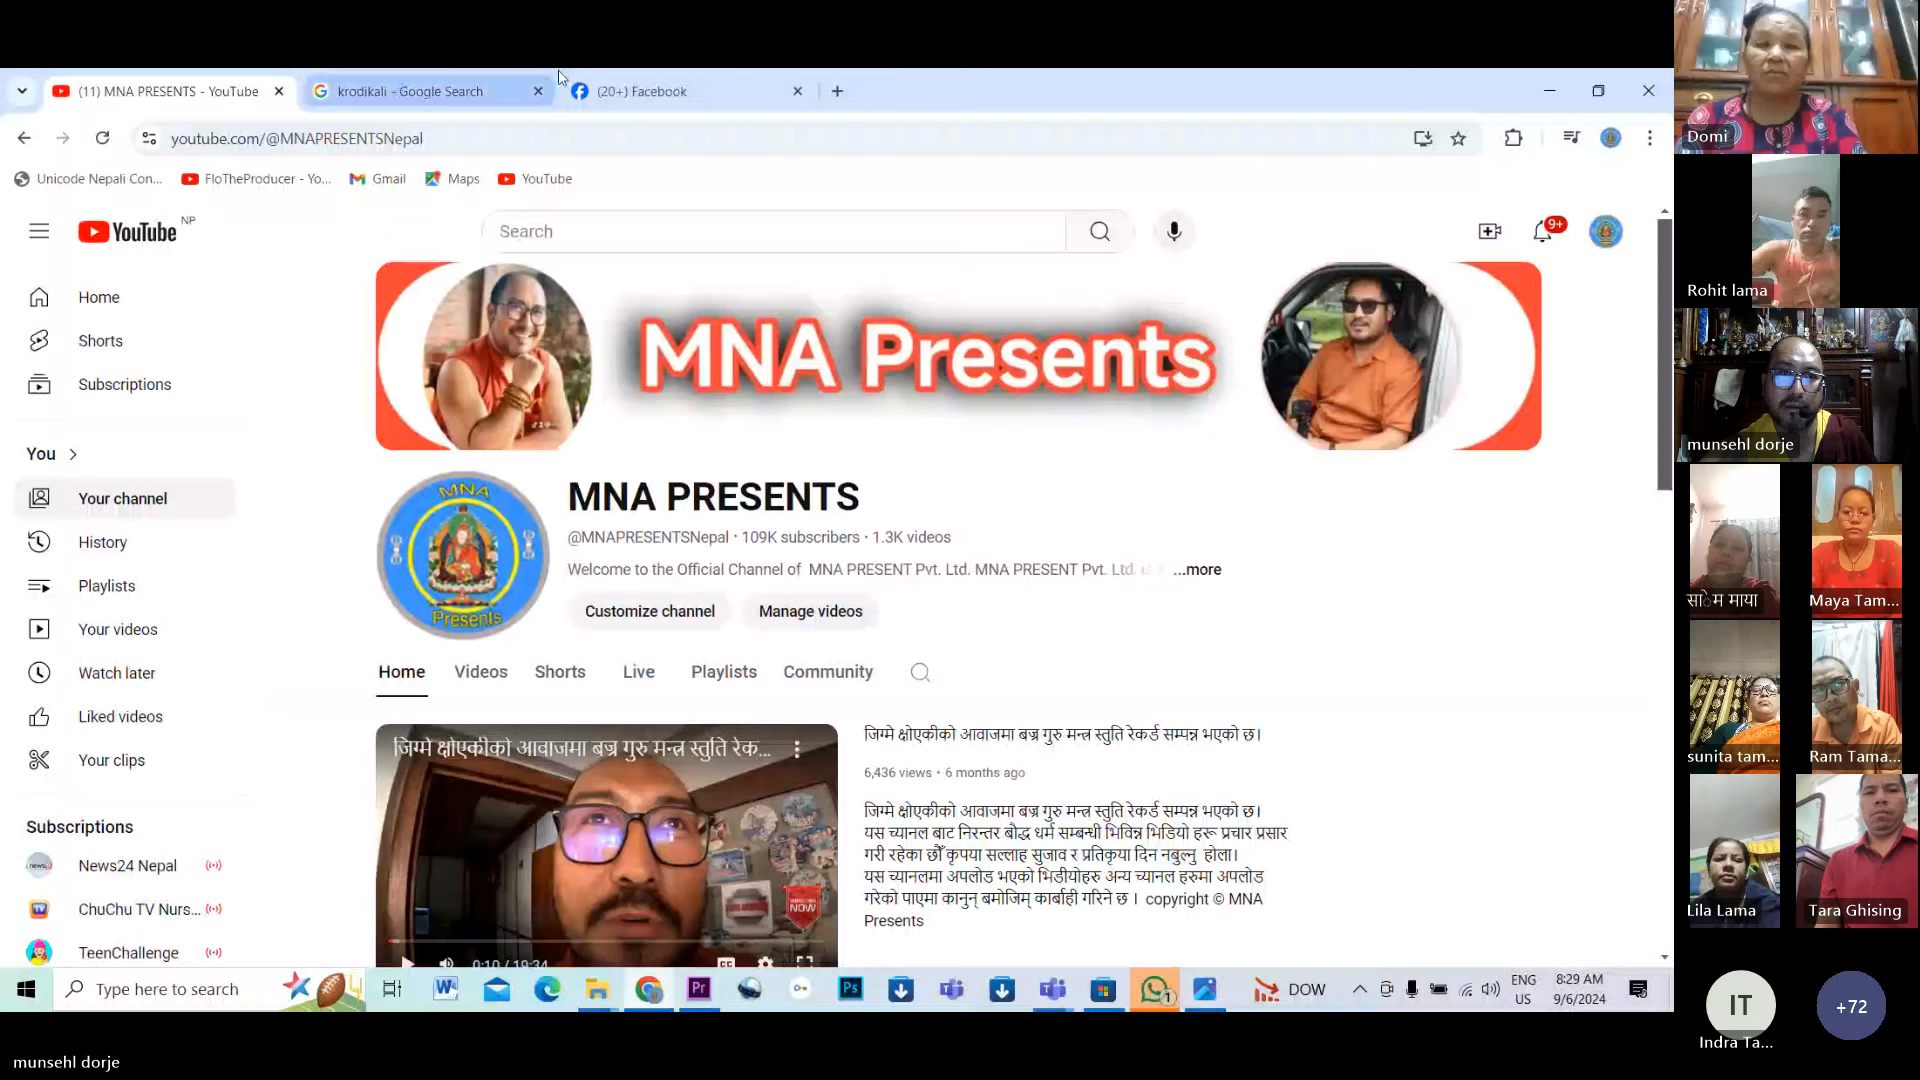 (11) MNA PRESENTS - YouTube
krodikali - Google Search
(20+) Facebook
youtube.com/@MNAPRESENTSNepal
Unicode Nepali Con...
FloTheProducer - Yo...
Gmail
Maps
YouTube
YouTube NP
Search
9+
Home
Shorts
Subscriptions
You
Your channel
History
Playlists
Your videos
Watch later
Liked videos
Your clips
Subscriptions
News24 Nepal
ChuChu TV Nurs...
TeenChallenge
MNA Presents
MNA
Presents
MNA PRESENTS
@MNAPRESENTSNepal · 109K subscribers · 1.3K videos
Welcome to the Official Channel of MNA PRESENT Pvt. Ltd. MNA PRESENT Pvt. Ltd. ...more
Customize channel
Manage videos
Home
Videos
Shorts
Live
Playlists
Community
जिग्मे क्षोएकीको आवाजमा बज्र गुरु मन्त्र स्तुति रेक...
SUBSCRIBE
NOW
0:10 / 19:34
जिग्मे क्षोएकीको आवाजमा बज्र गुरु मन्त्र स्तुति रेकर्ड सम्पन्न भएको छ।
6,436 views • 6 months ago
जिग्मे क्षोएकीको आवाजमा बज्र गुरु मन्त्र स्तुति रेकर्ड सम्पन्न भएको छ।
यस च्यानल बाट निरन्तर बौद्ध धर्म सम्बन्धी भिविन्न भिडियो हरू प्रचार प्रसार
गरी रहेका छौँ कृपया सल्लाह सुजाव र प्रतिकृया दिन नबुल्नु होला।
यस च्यानलमा अपलोड भएको भिडीयोहरु अन्य च्यानल हरुमा अपलोड
गरेको पाएमा कानुन् बमोजिम् कार्बाही गरिने छ । copyright © MNA
Presents
Type here to search
DOW
ENG
US
8:29 AM
9/6/2024
munsehl dorje
Domi
Rohit lama
munsehl dorje
साेम माया
Maya Tam...
sunita tam...
Ram Tama...
Lila Lama
Tara Ghising
IT
Indra Ta...
+72